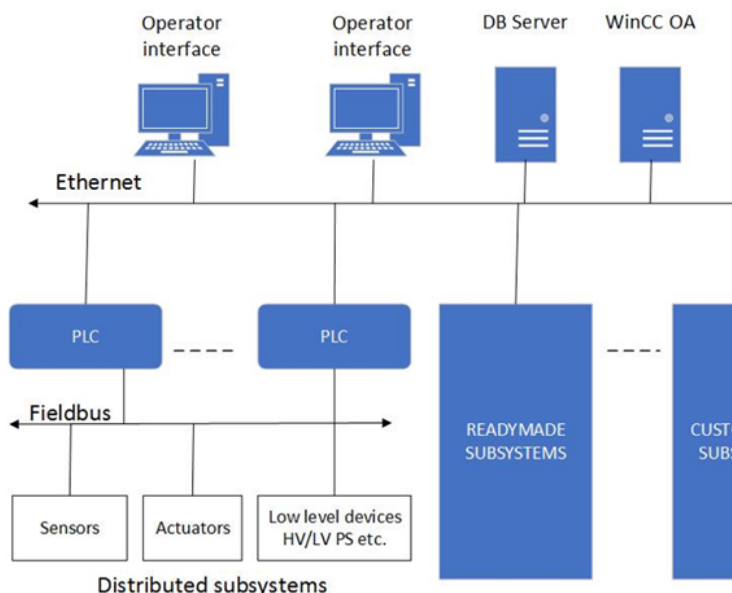 Operator
interface
Operator
interface
DB Server
WinCC OA
Ethernet
PLC
PLC
Fieldbus
READYMADE
SUBSYSTEMS
Sensors
Actuators
Low level devices
HV/LV PS etc.
Distributed subsystems